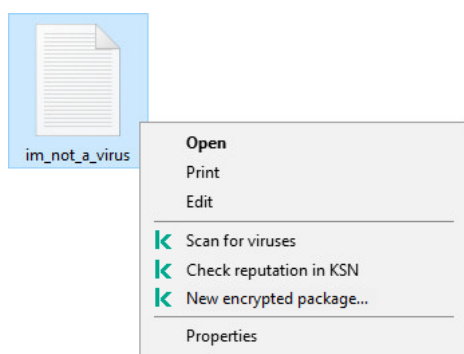 im_not_a_virus
Open
Print
Edit
Scan for viruses
Check reputation in KSN
New encrypted package...
Properties